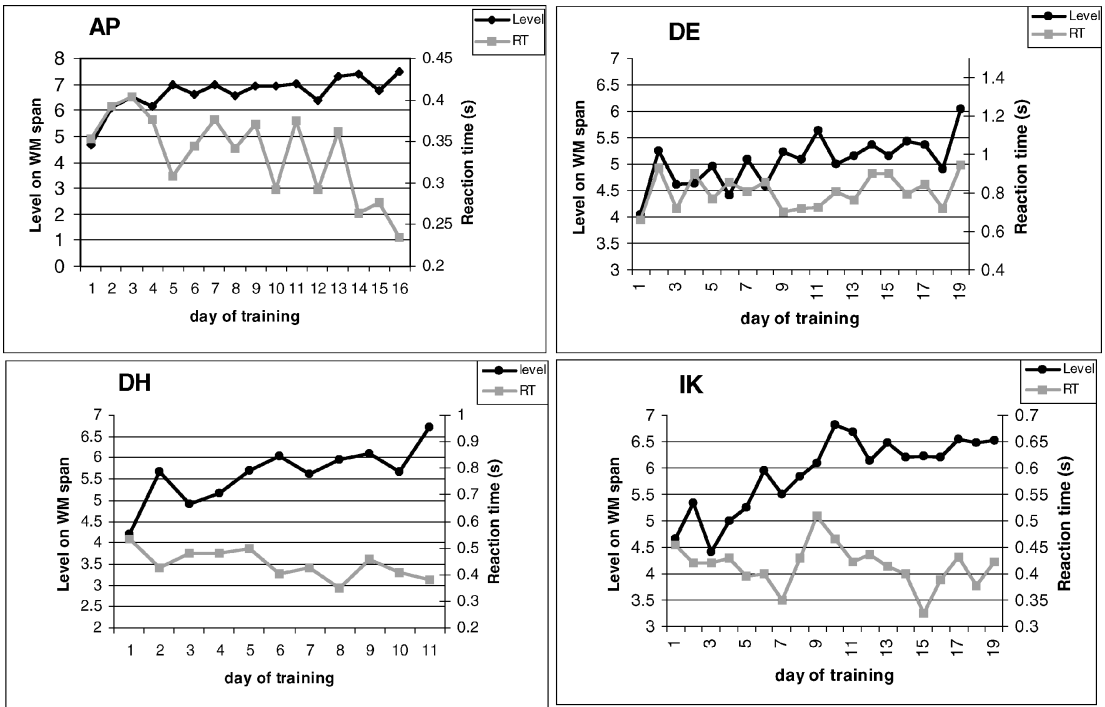 AP
Level
RT
8
7
6
5
4
3
2
1
0
0.45
0.4
0.35
0.3
0.25
0.2
Level on WM span
Reaction time (s)
1 2 3 4 5 6 7 8 9 10 11 12 13 14 15 16
day of training
DE
Level
RT
7
6.5
6
5.5
5
4.5
4
3.5
3
1.4
1.2
1
0.8
0.6
0.4
Level on WM span
Reaction time (s)
1 3 5 7 9 11 13 15 17 19
day of training
DH
level
RT
7
6.5
6
5.5
5
4.5
4
3.5
3
2.5
2
1
0.9
0.8
0.7
0.6
0.5
0.4
0.3
0.2
Level on WM span
Reaction time (s)
1 2 3 4 5 6 7 8 9 10 11
day of training
IK
Level
RT
7
6.5
6
5.5
5
4.5
4
3.5
3
0.7
0.65
0.6
0.55
0.5
0.45
0.4
0.35
0.3
Level on WM span
Reaction time (s)
1 3 5 7 9 11 13 15 17 19
day of training